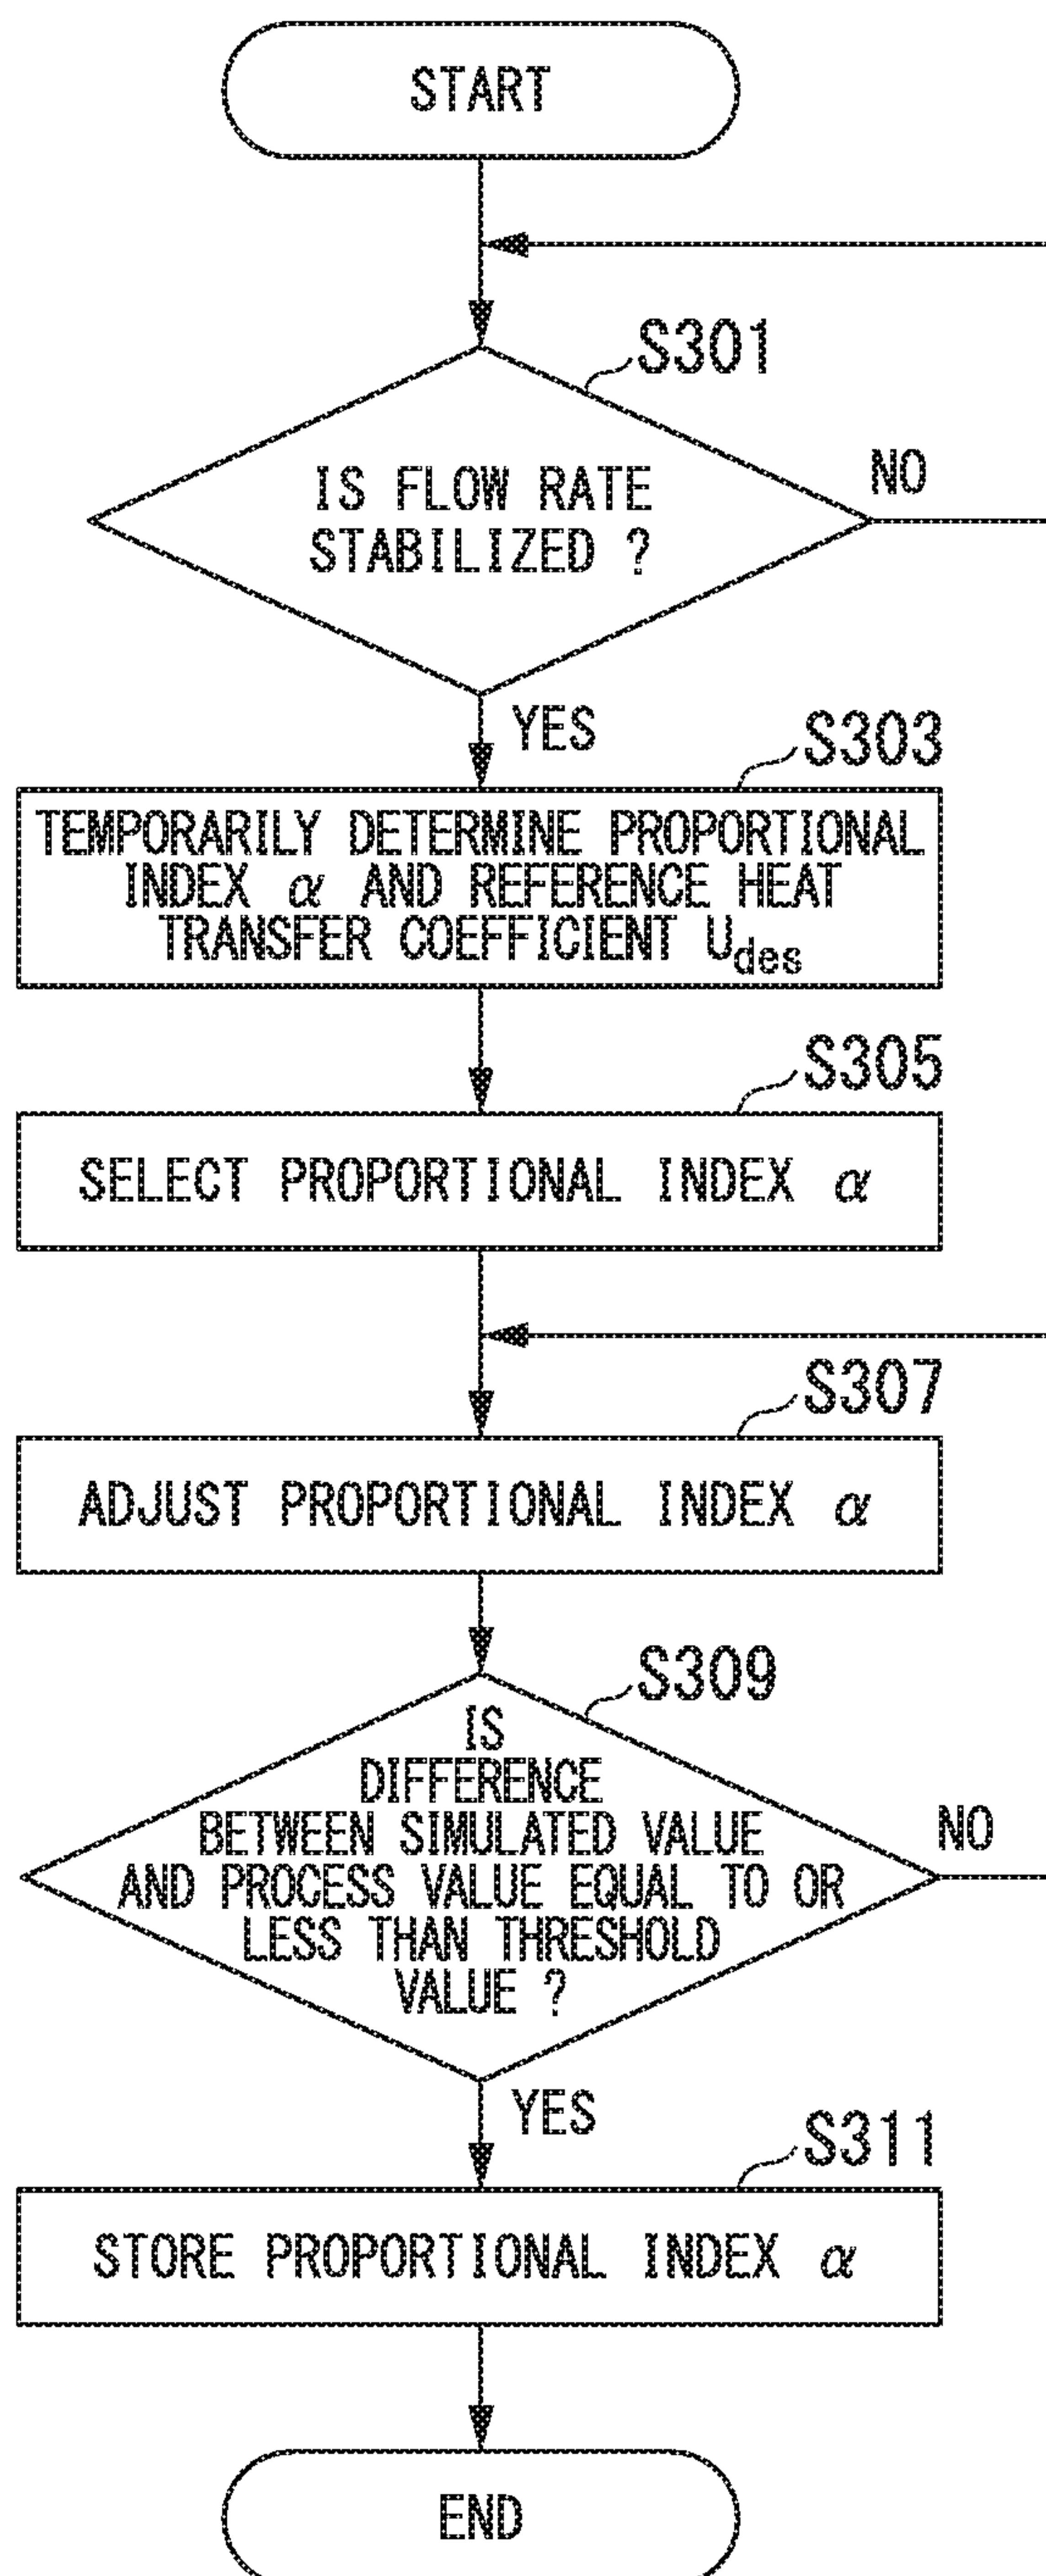 START
S301
IS FLOW RATE
STABILIZED ?
NO
YES
S303
TEMPORARILY DETERMINE PROPORTIONAL
INDEX α AND REFERENCE HEAT
TRANSFER COEFFICIENT Udes
S305
SELECT PROPORTIONAL INDEX α
S307
ADJUST PROPORTIONAL INDEX α
S309
IS
DIFFERENCE
BETWEEN SIMULATED VALUE
AND PROCESS VALUE EQUAL TO OR
LESS THAN THRESHOLD
VALUE ?
NO
YES
S311
STORE PROPORTIONAL INDEX α
END